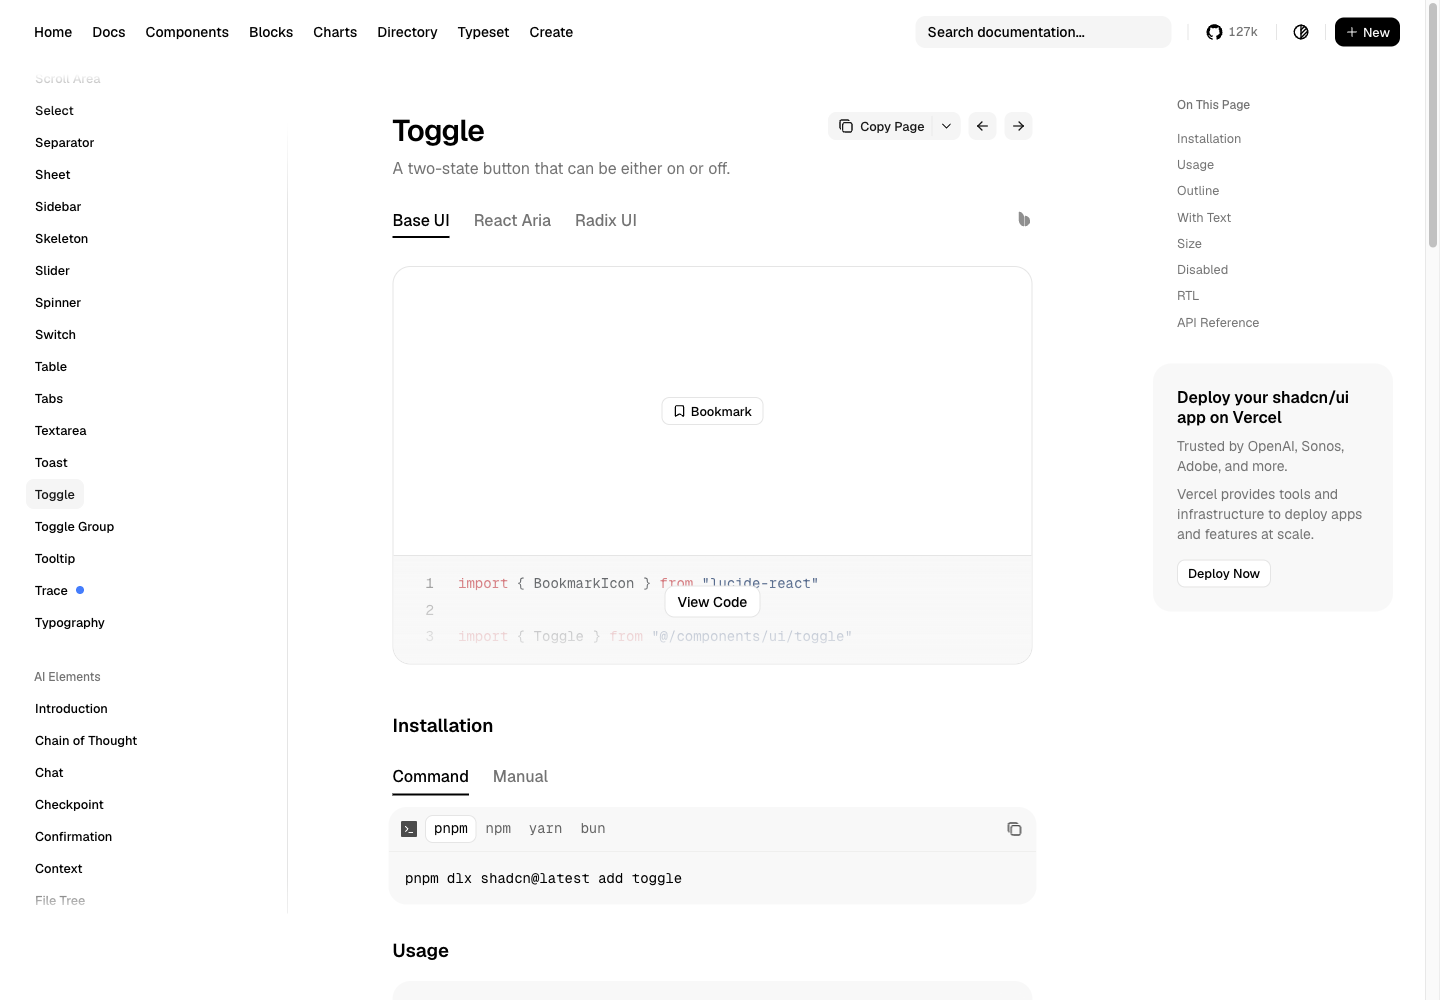 Home Docs Components Blocks Charts Directory Typeset Create
Search documentation...
127k
New
Scroll Area
Select
Separator
Sheet
Sidebar
Skeleton
Slider
Spinner
Switch
Table
Tabs
Textarea
Toast
Toggle
Toggle Group
Tooltip
Trace
Typography
AI Elements
Introduction
Chain of Thought
Chat
Checkpoint
Confirmation
Context
File Tree
Toggle
Copy Page
A two-state button that can be either on or off.
Base UI React Aria Radix UI
Bookmark
1 import { BookmarkIcon } from "lucide-react"
View Code
2
3 import { Toggle } from "@/components/ui/toggle"
Installation
Command Manual
pnpm npm yarn bun
pnpm dlx shadcn@latest add toggle
Usage
On This Page
Installation
Usage
Outline
With Text
Size
Disabled
RTL
API Reference
Deploy your shadcn/ui
app on Vercel
Trusted by OpenAI, Sonos,
Adobe, and more.
Vercel provides tools and
infrastructure to deploy apps
and features at scale.
Deploy Now